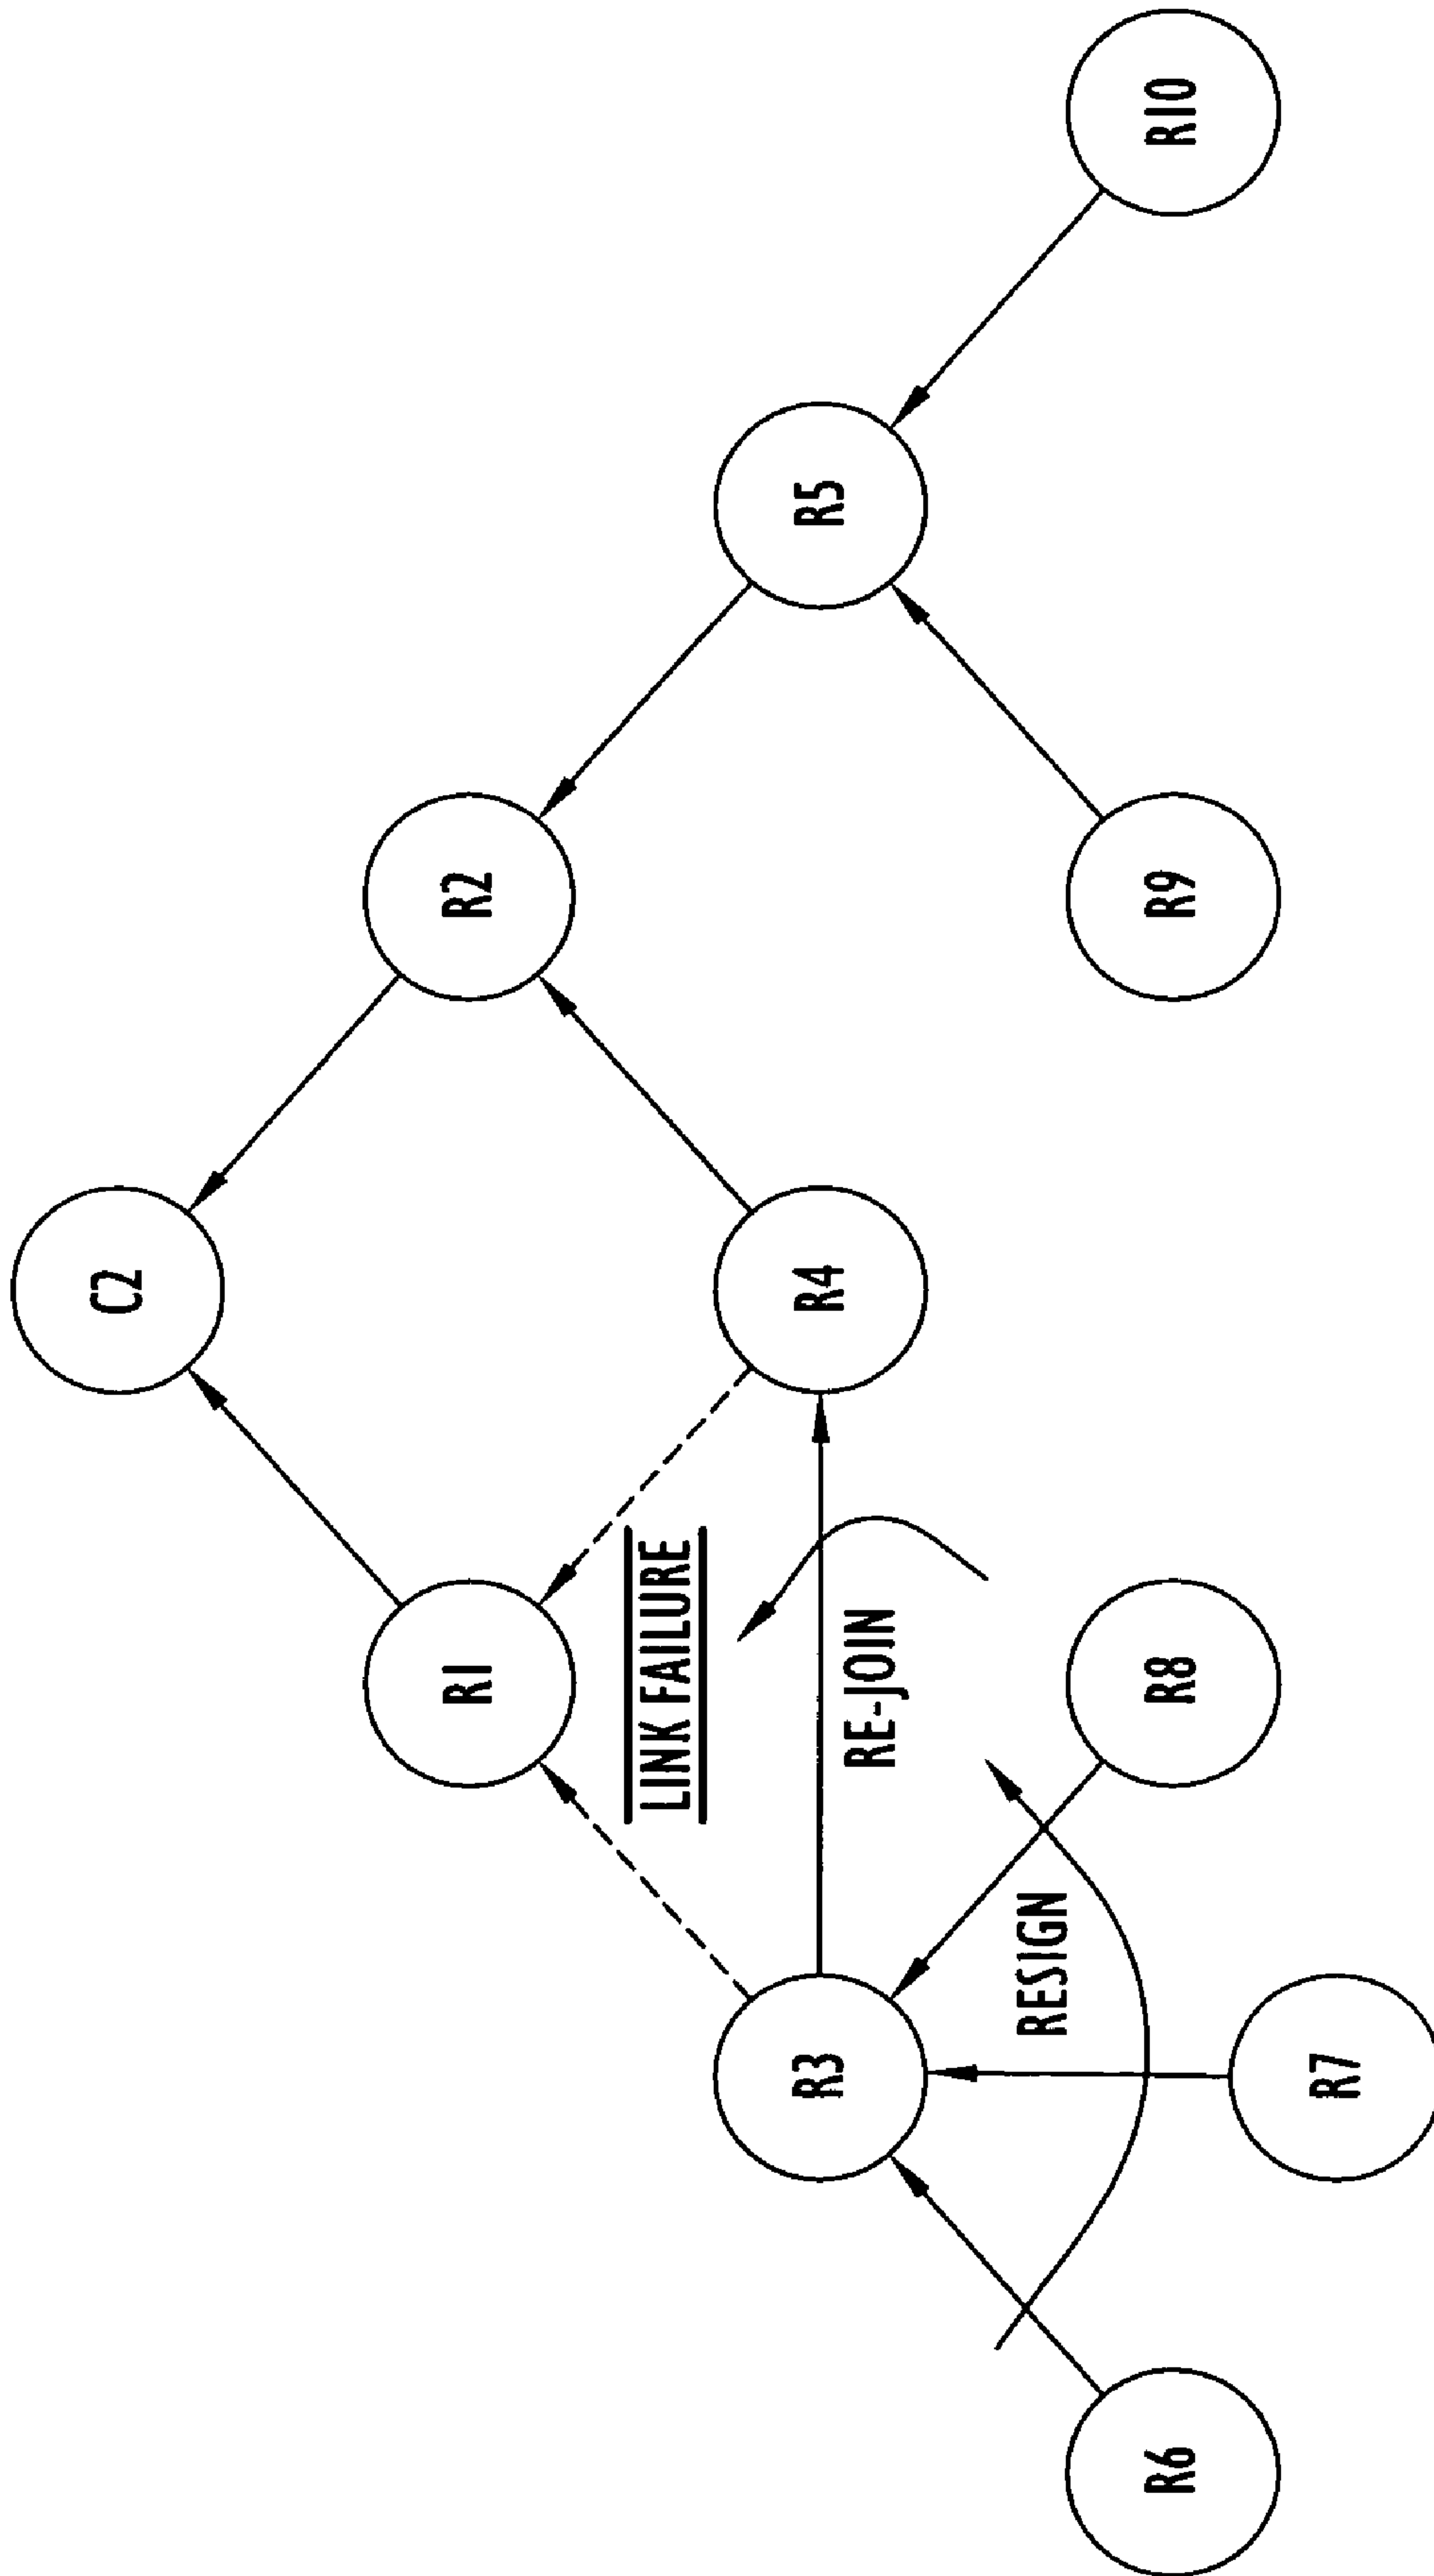 C2
R1
R2
LINK FAILURE
R3
R4
R5
RE-JOIN
RESIGN
R6
R8
R9
R10
R7